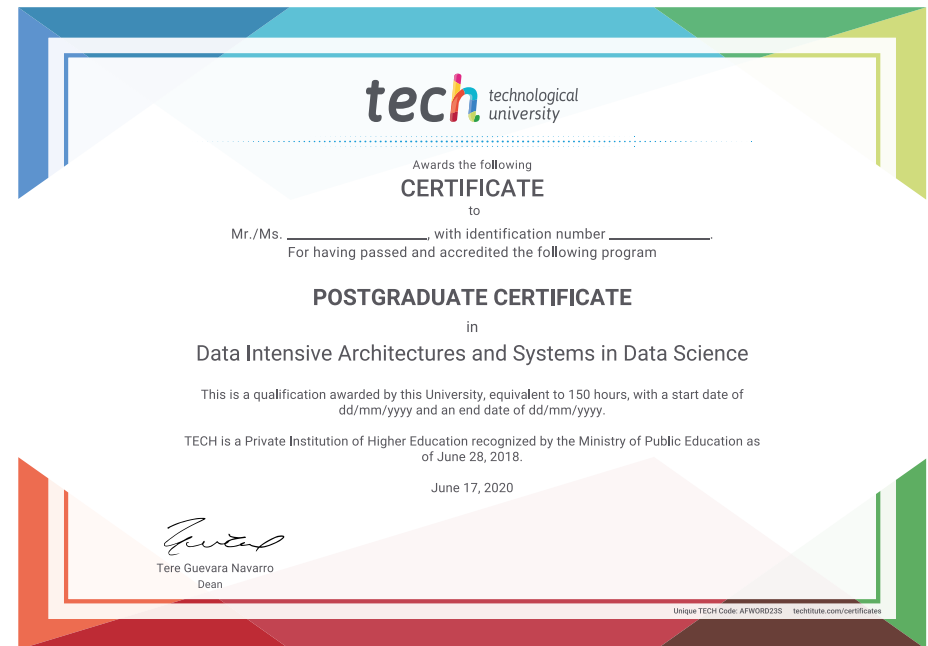 tech technological
university
Awards the following
CERTIFICATE
to
Mr./Ms. ____________________, with identification number ______________.
For having passed and accredited the following program
POSTGRADUATE CERTIFICATE
in
Data Intensive Architectures and Systems in Data Science
This is a qualification awarded by this University, equivalent to 150 hours, with a start date of
dd/mm/yyyy and an end date of dd/mm/yyyy.
TECH is a Private Institution of Higher Education recognized by the Ministry of Public Education as
of June 28, 2018.
June 17, 2020
Tere Guevara Navarro
Dean
Unique TECH Code: AFWORD23S techtitute.com/certificates